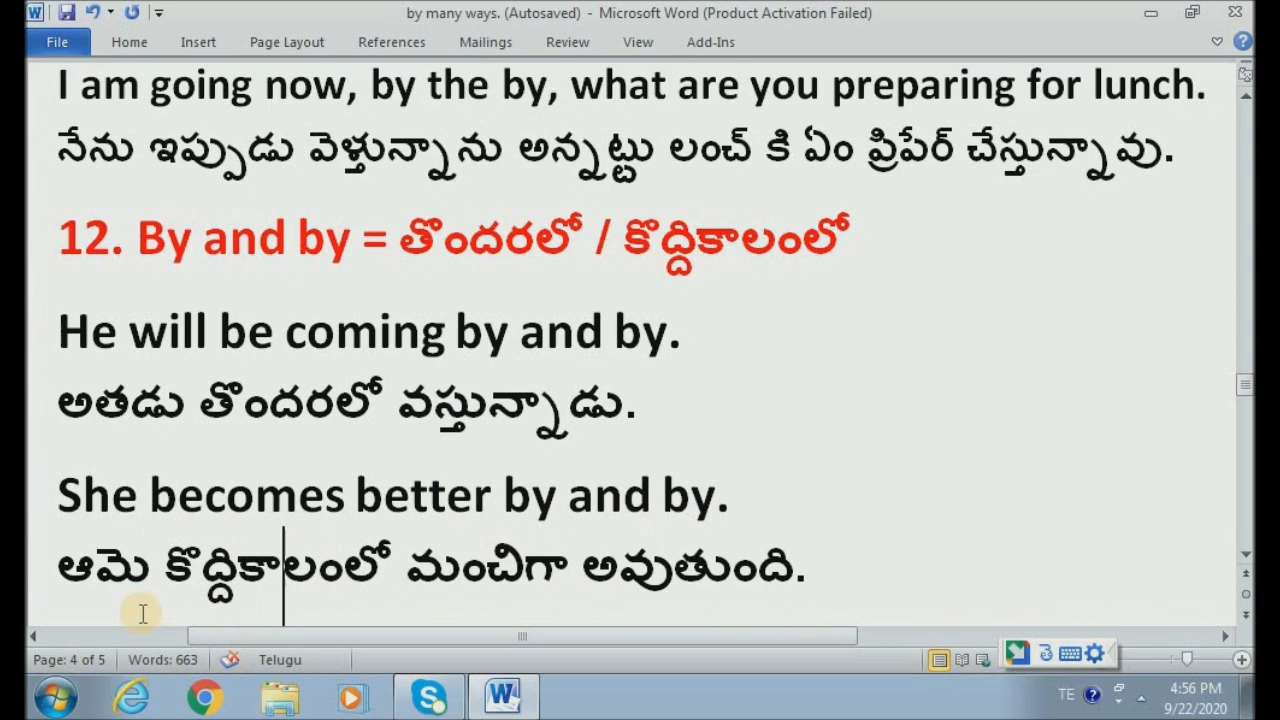 by many ways. (Autosaved) - Microsoft Word (Product Activation Failed)
File Home Insert Page Layout References Mailings Review View Add-Ins
I am going now, by the by, what are you preparing for lunch.
నేను ఇప్పుడు వెళ్తున్నాను అన్నట్టు లంచ్ కి ఏం ప్రిపేర్ చేస్తున్నావు.
12. By and by = తొందరలో / కొద్దికాలంలో
He will be coming by and by.
అతడు తొందరలో వస్తున్నాడు.
She becomes better by and by.
ఆమె కొద్దికాలంలో మంచిగా అవుతుంది.
Page: 4 of 5 Words: 663 Telugu తె
TE 4:56 PM
9/22/2020